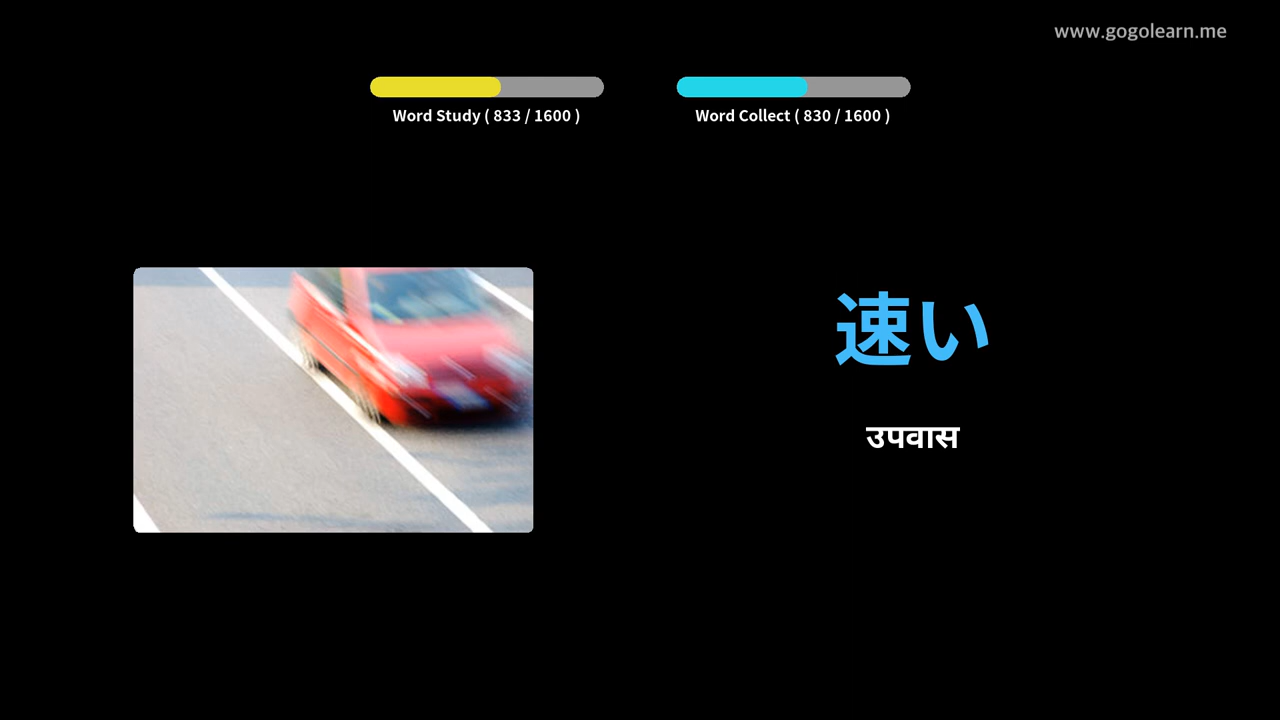 www.gogolearn.me
Word Study ( 833 / 1600 )
Word Collect ( 830 / 1600 )
速い
उपवास